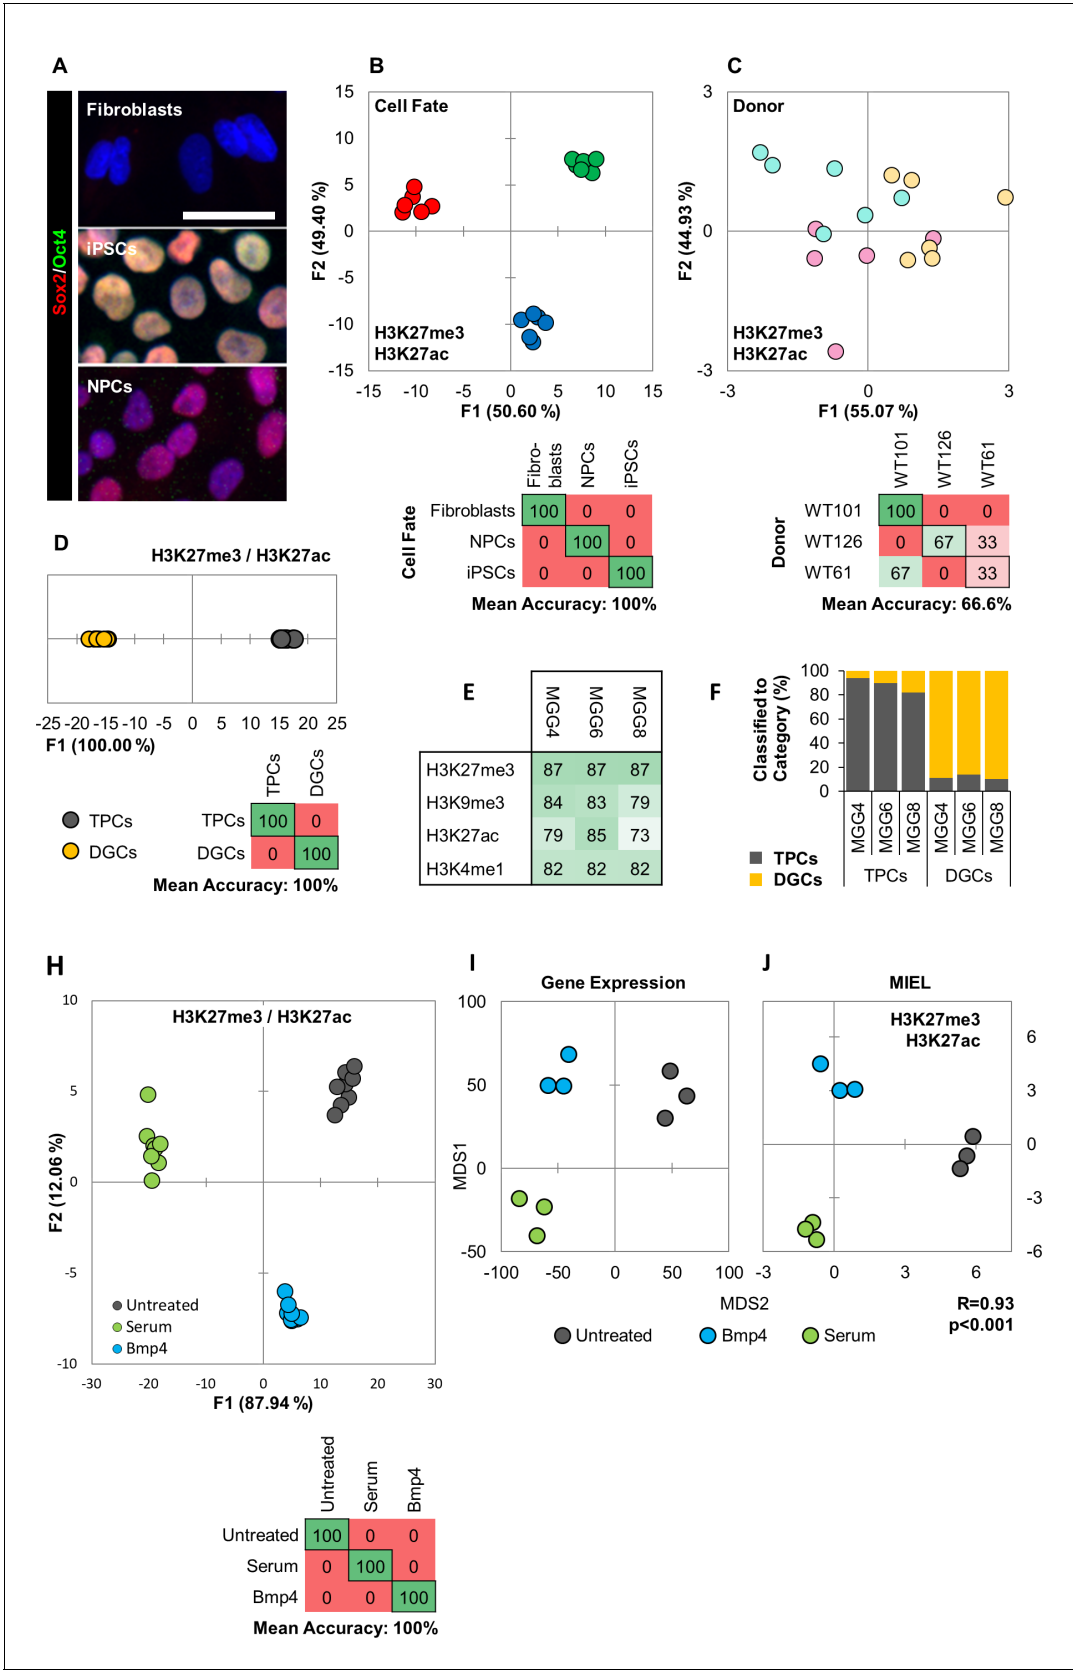 A
Fibroblasts
iPSCs
NPCs
Sox2/Oct4
B
Cell Fate
15
10
5
0
-5
-10
-15
F2 (49.40 %)
H3K27me3
H3K27ac
-15 -10 -5 0 5 10 15
F1 (50.60 %)
Fibro-
blasts
NPCs
iPSCs
Cell Fate
Fibroblasts 100 0 0
NPCs 0 100 0
iPSCs 0 0 100
Mean Accuracy: 100%
C
Donor
3
0
-3
F2 (44.93 %)
H3K27me3
H3K27ac
-3 0 3
F1 (55.07 %)
WT101
WT126
WT61
Donor
WT101 100 0 0
WT126 0 67 33
WT61 67 0 33
Mean Accuracy: 66.6%
D
H3K27me3 / H3K27ac
-25 -20 -15 -10 -5 0 5 10 15 20 25
F1 (100.00 %)
TPCs
DGCs
TPCs
DGCs
TPCs 100 0
DGCs 0 100
Mean Accuracy: 100%
E
MGG4
MGG6
MGG8
H3K27me3 87 87 87
H3K9me3 84 83 79
H3K27ac 79 85 73
H3K4me1 82 82 82
F
Classified to
Category (%)
100
80
60
40
20
0
MGG4
MGG6
MGG8
MGG4
MGG6
MGG8
TPCs DGCs
TPCs
DGCs
H
H3K27me3 / H3K27ac
10
5
0
-5
-10
F2 (12.06 %)
Untreated
Serum
Bmp4
-30 -20 -10 0 10 20 30
F1 (87.94 %)
Untreated
Serum
Bmp4
Untreated 100 0 0
Serum 0 100 0
Bmp4 0 0 100
Mean Accuracy: 100%
I
Gene Expression
100
50
0
-50
MDS1
-100 -50 0 50 100
J
MIEL
H3K27me3
H3K27ac
6
3
0
-3
-6
-3 0 3 6
MDS2
R=0.93
p<0.001
Untreated Bmp4 Serum